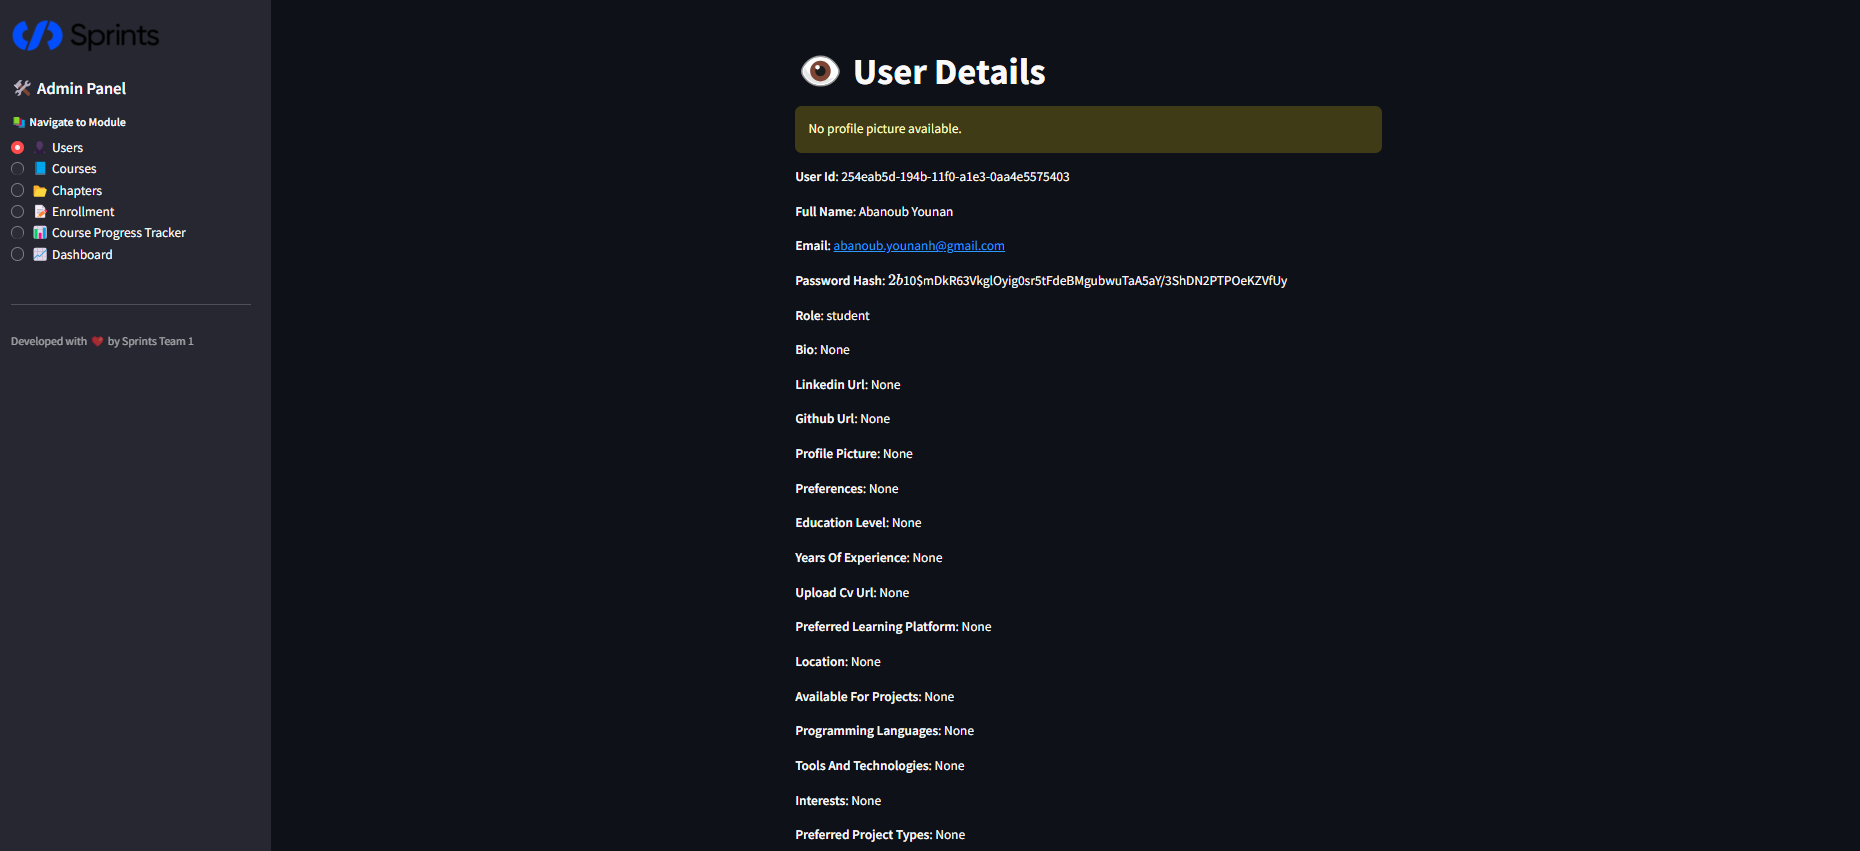 Sprints
Admin Panel
Navigate to Module
Users
Courses
Chapters
Enrollment
Course Progress Tracker
Dashboard
Developed with ❤️ by Sprints Team 1
User Details
No profile picture available.
User Id: 254eab5d-194b-11f0-a1e3-0aa4e5575403
Full Name: Abanoub Younan
Email: abanoub.younanh@gmail.com
Password Hash: 2b10$mDkR63VkglOyig0sr5tFdeBMgubwuTaA5aY/3ShDN2PTPOeKZVfUy
Role: student
Bio: None
Linkedin Url: None
Github Url: None
Profile Picture: None
Preferences: None
Education Level: None
Years Of Experience: None
Upload Cv Url: None
Preferred Learning Platform: None
Location: None
Available For Projects: None
Programming Languages: None
Tools And Technologies: None
Interests: None
Preferred Project Types: None